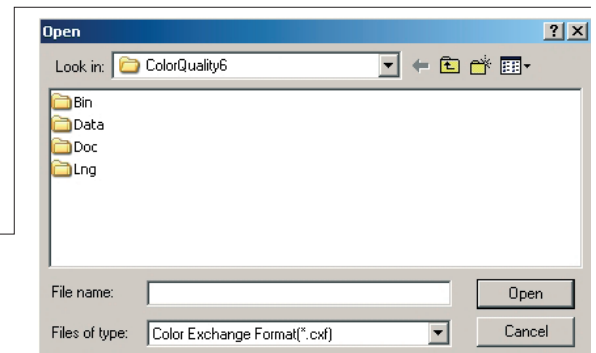 Open
Look in: ColorQuality6
Bin
Data
Doc
Lng
File name: Open
Files of type: Color Exchange Format(*.cxf) Cancel